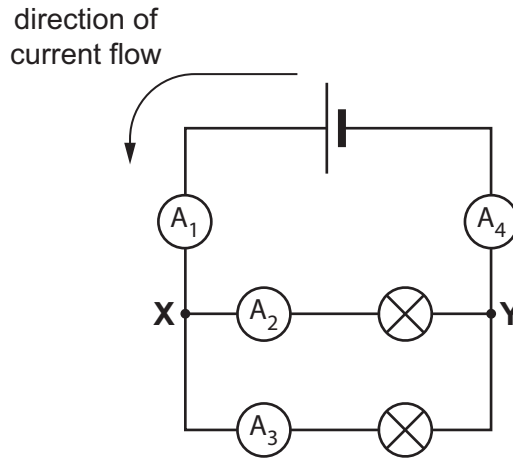 direction of
current flow
A₁
A₄
X
A₂
Y
A₃